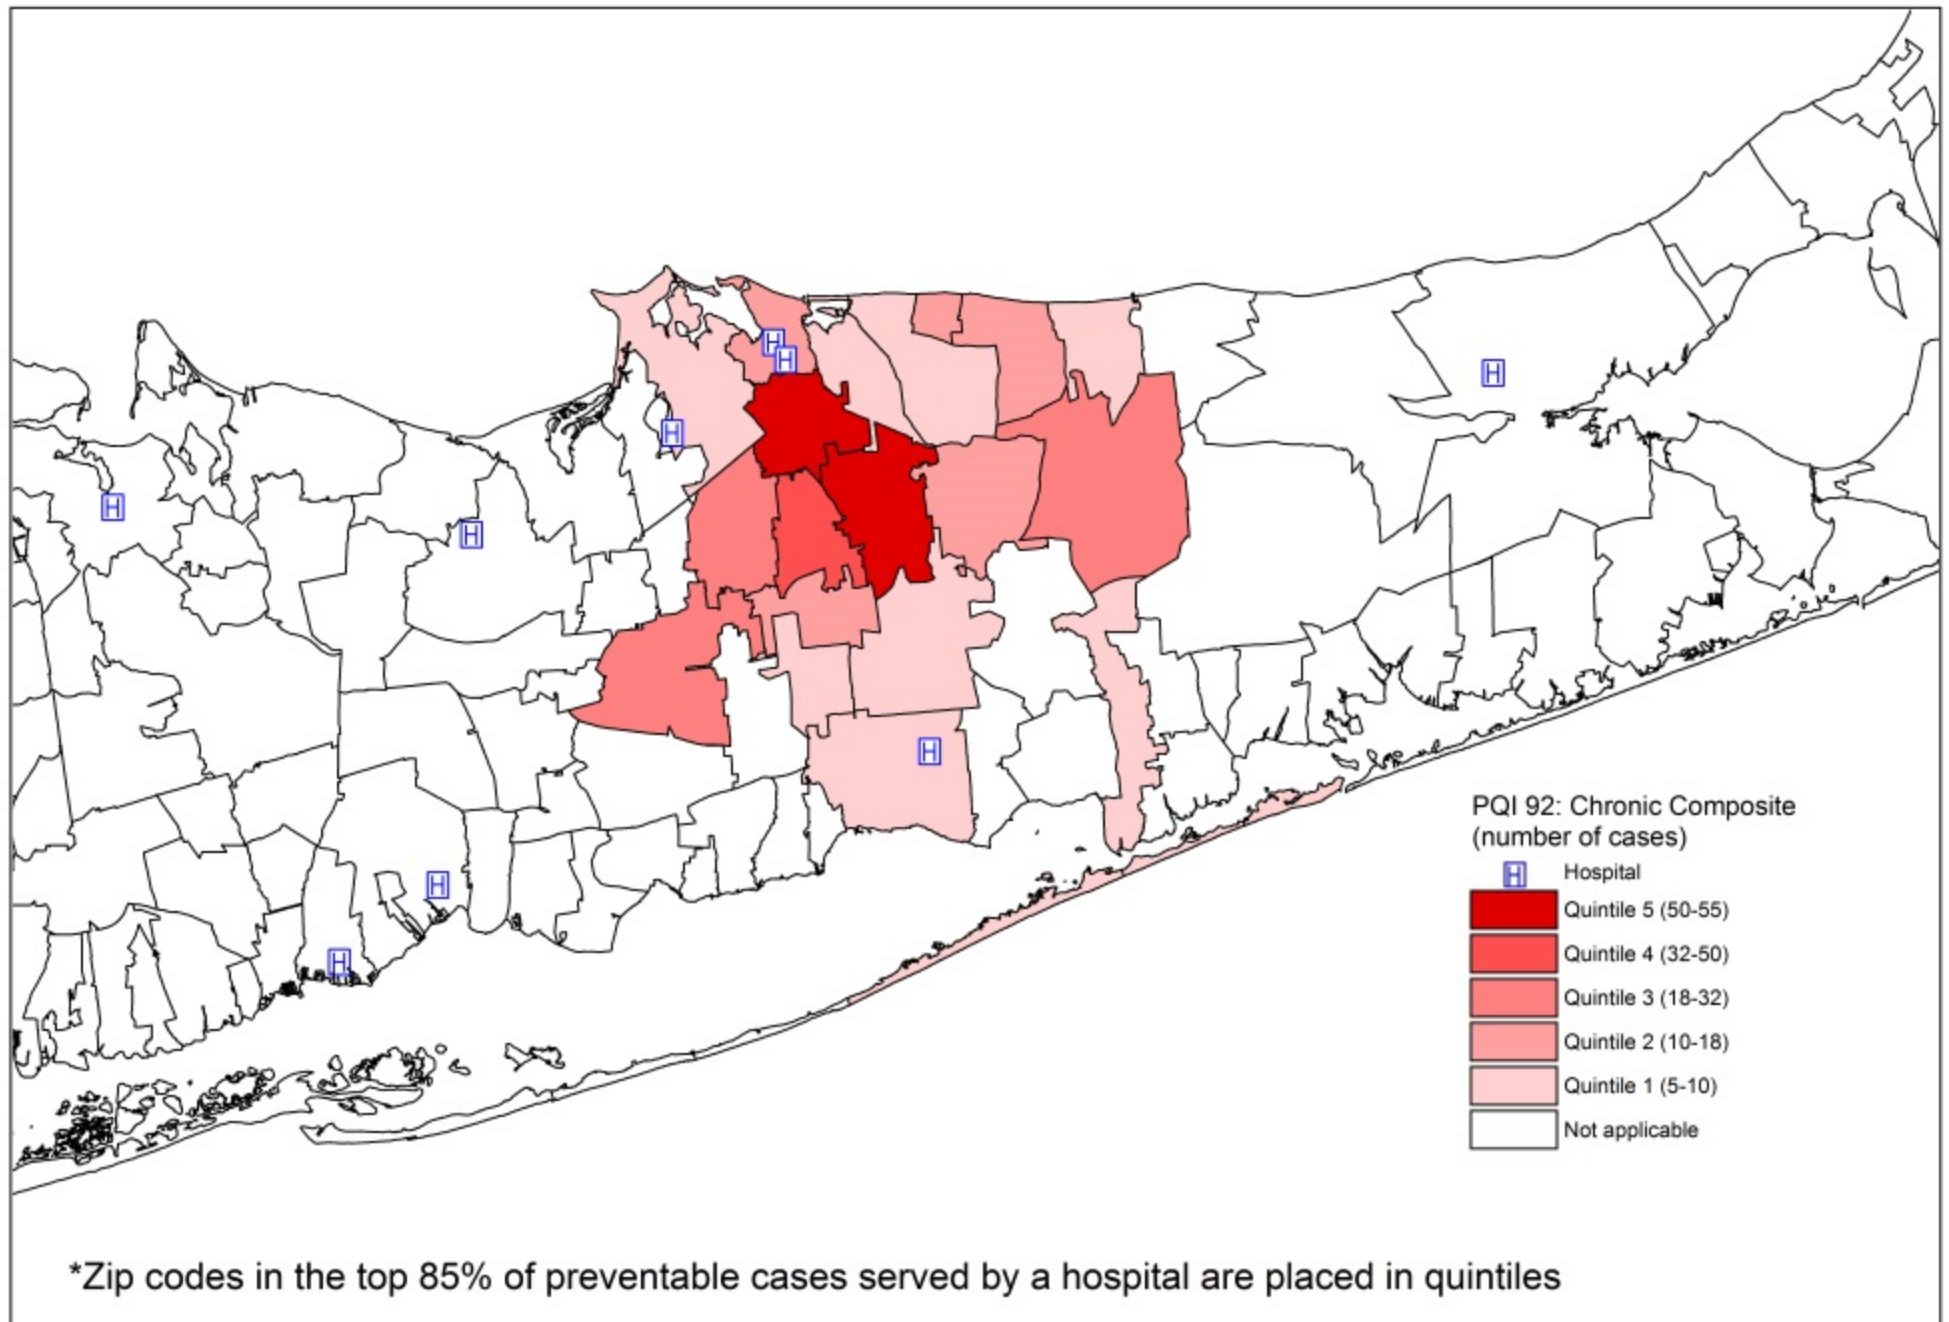 H
H
H
H
H
H
H
H
H
PQI 92: Chronic Composite
(number of cases)
H Hospital
Quintile 5 (50-55)
Quintile 4 (32-50)
Quintile 3 (18-32)
Quintile 2 (10-18)
Quintile 1 (5-10)
Not applicable
*Zip codes in the top 85% of preventable cases served by a hospital are placed in quintiles